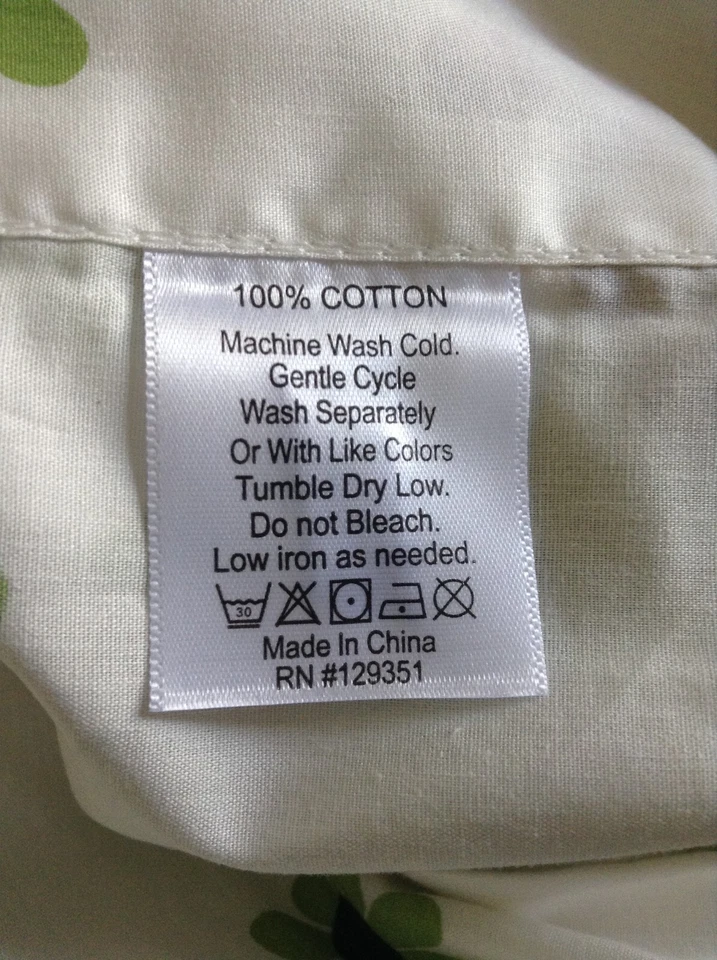 100% COTTON
Machine Wash Cold.
Gentle Cycle
Wash Separately
Or With Like Colors
Tumble Dry Low.
Do not Bleach.
Low iron as needed.
30
Made In China
RN #129351